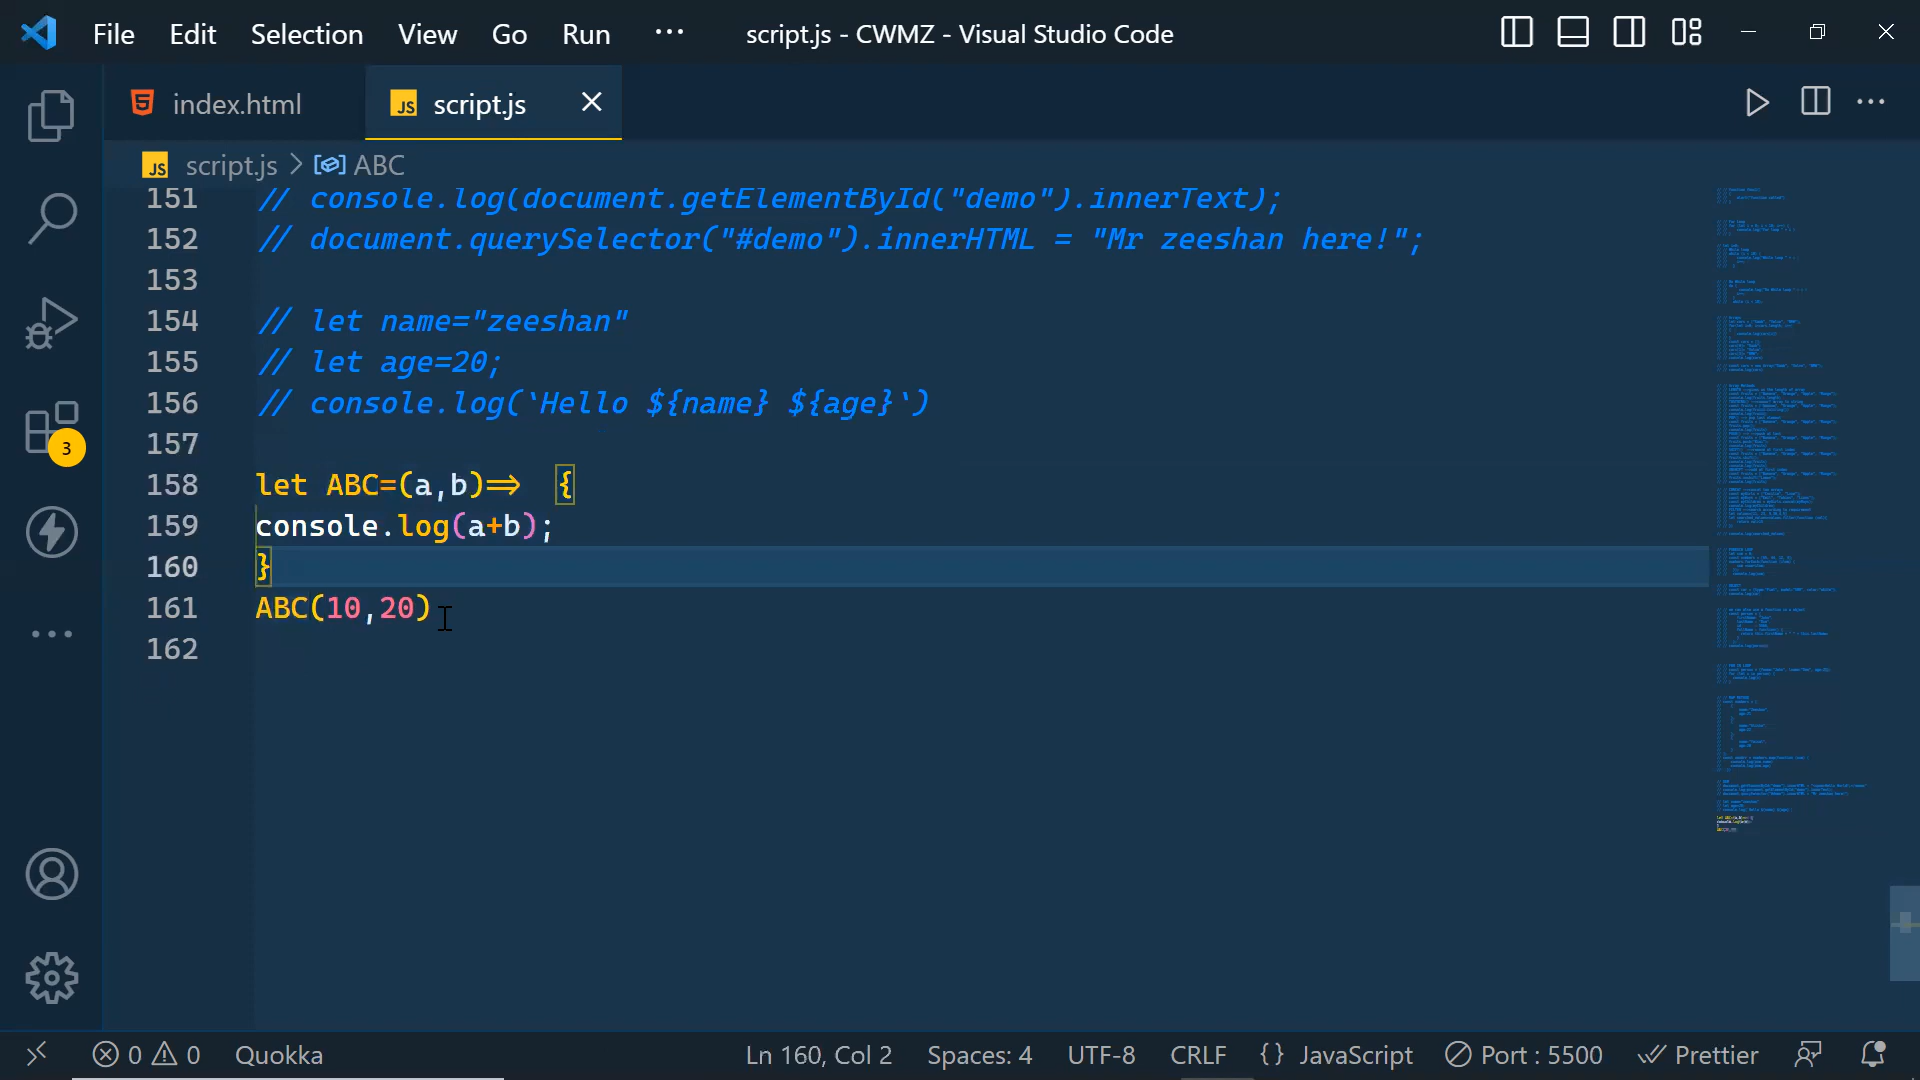 File Edit Selection View Go Run ··· script.js - CWMZ - Visual Studio Code
index.html JS script.js
JS script.js > ABC
151 // console.log(document.getElementById("demo").innerText);
152 // document.querySelector("#demo").innerHTML = "Mr zeeshan here!";
153
154 // let name="zeeshan"
155 // let age=20;
156 // console.log(`Hello ${name} ${age}`)
157
158 let ABC=(a,b)=> {
159 console.log(a+b);
160 }
161 ABC(10,20)
162
3
0 0 Quokka Ln 160, Col 2 Spaces: 4 UTF-8 CRLF {} JavaScript Port : 5500 Prettier